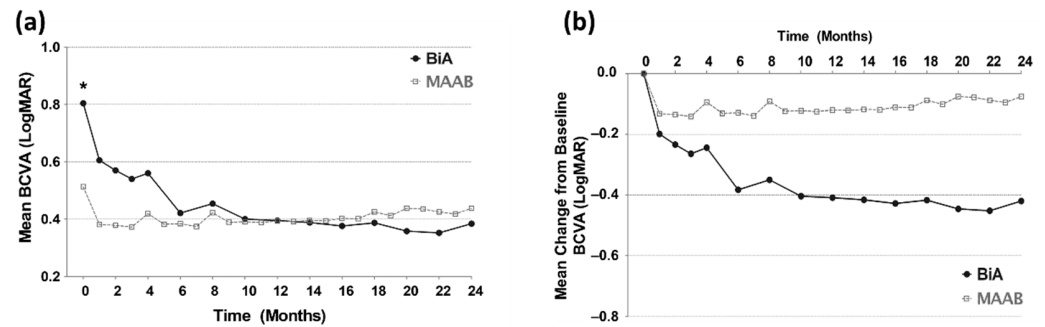 (a)
1.0
0.8
0.6
0.4
0.2
Mean BCVA (LogMAR)
*
BiA
MAAB
0 2 4 6 8 10 12 14 16 18 20 22 24
Time (Months)
(b)
Time (Months)
0 2 4 6 8 10 12 14 16 18 20 22 24
0.0
–0.2
–0.4
–0.6
–0.8
Mean Change from Baseline
BCVA (LogMAR)
BiA
MAAB